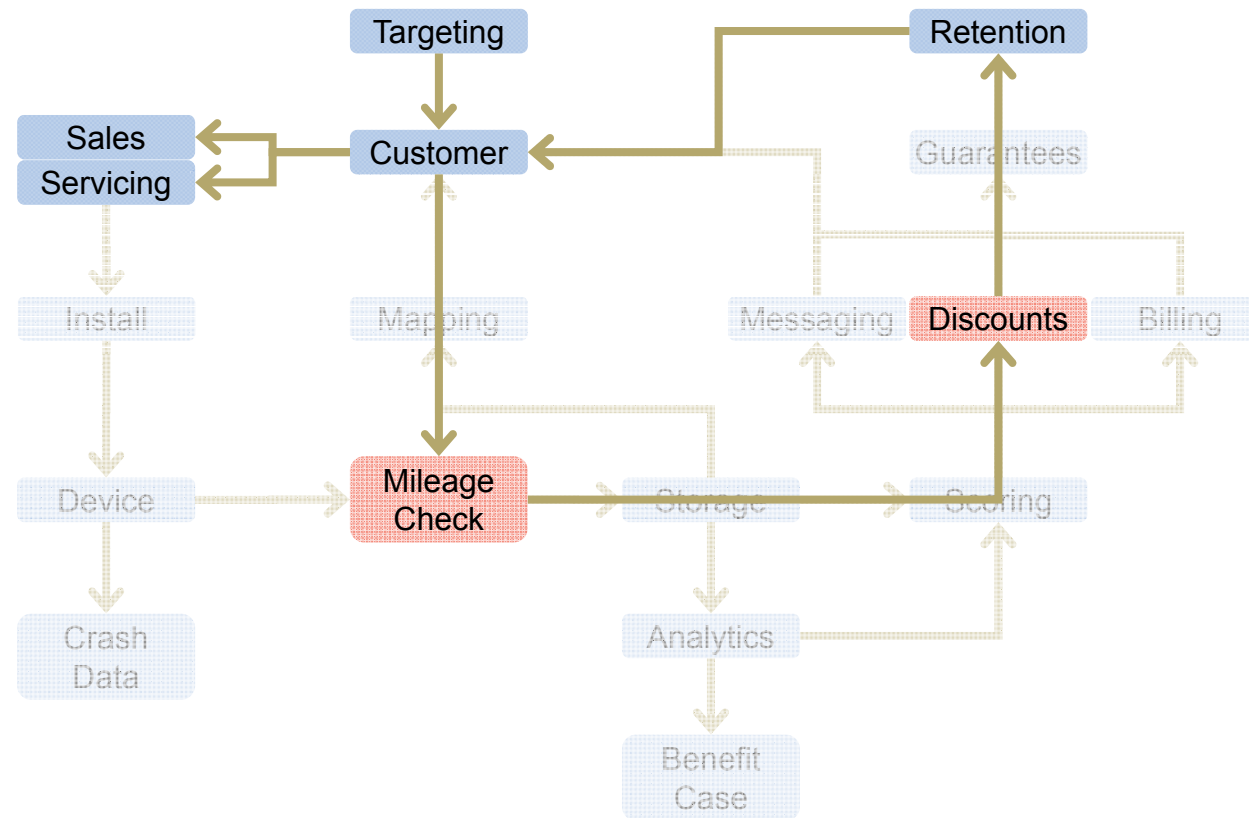 Targeting
Retention
Sales
Servicing
Customer
Guarantees
Install
Mapping
Messaging
Discounts
Billing
Device
Mileage
Check
Storage
Scoring
Crash
Data
Analytics
Benefit
Case